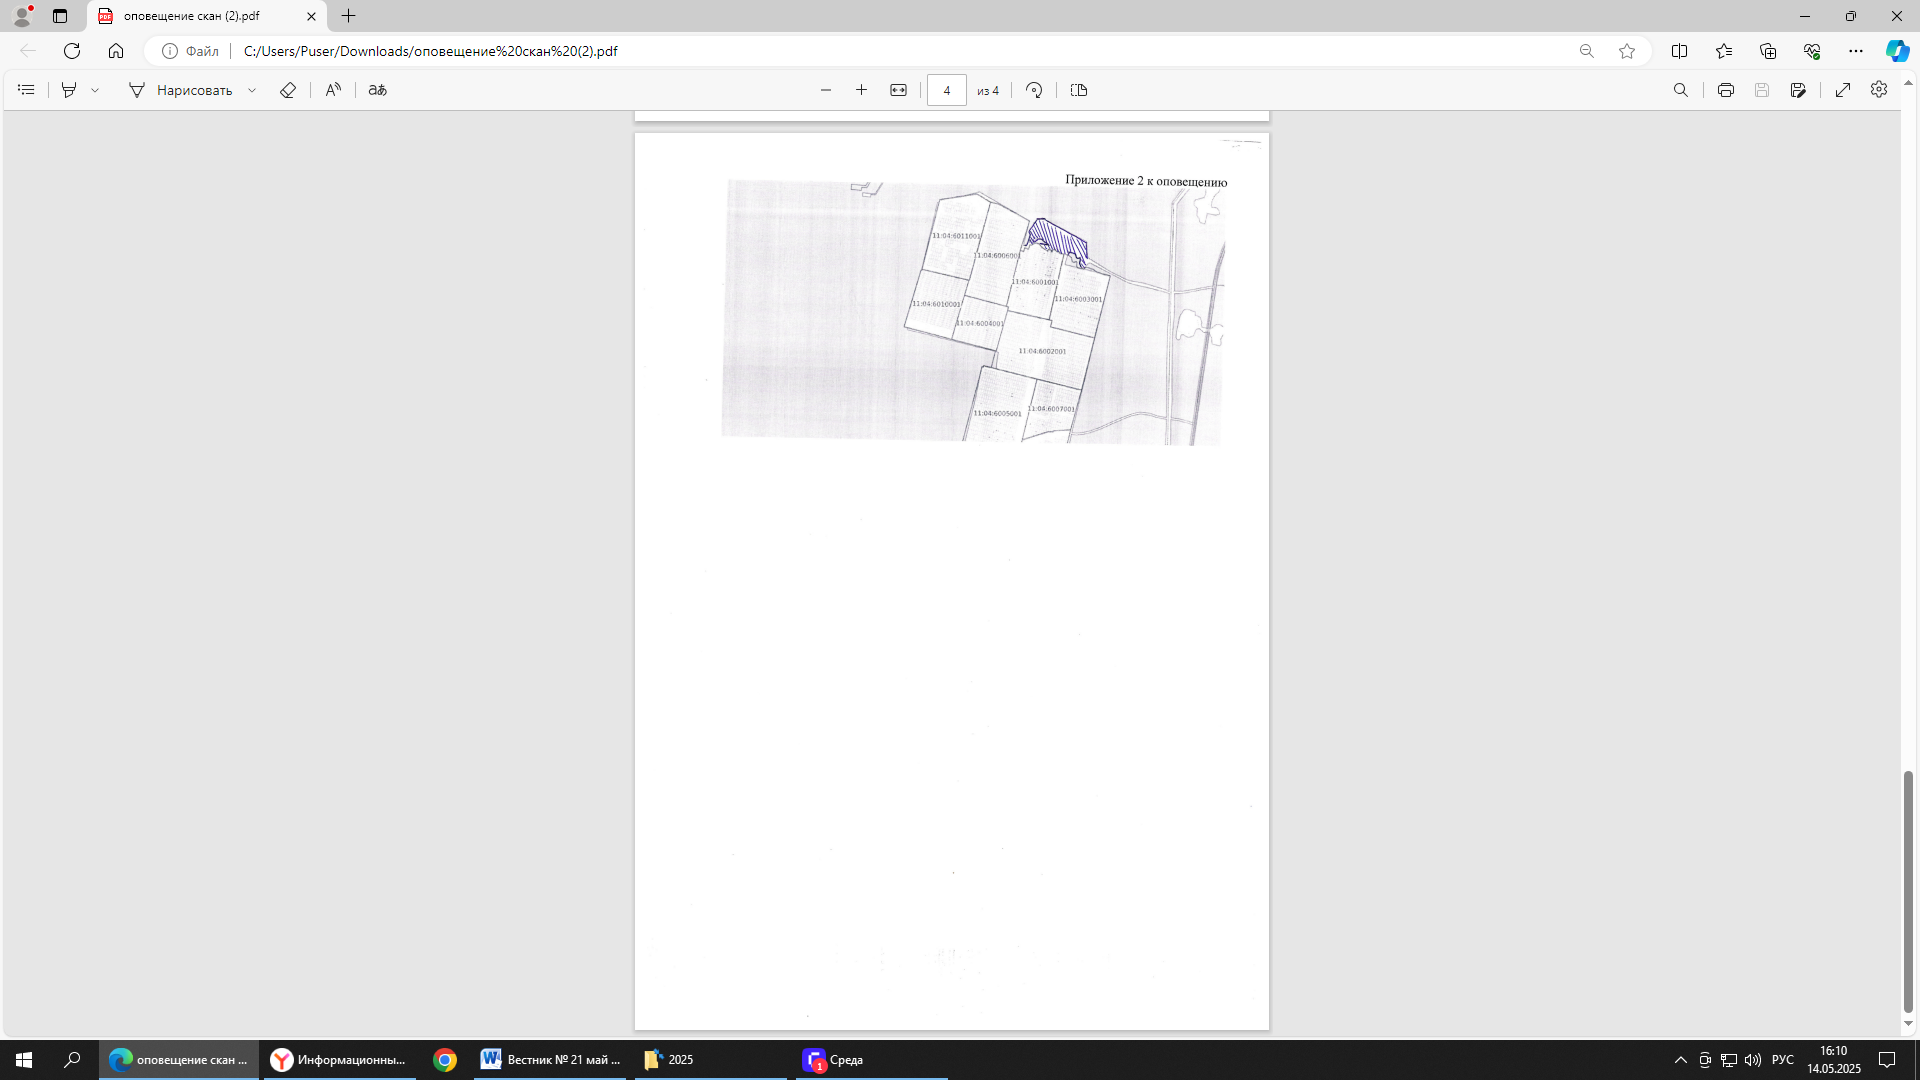 оповещение скан (2).pdf
Файл
C:/Users/Puser/Downloads/оповещение%20скан%20(2).pdf
Нарисовать
4
из 4
Приложение 2 к оповещению
11:04:6011001
11:04:6006001
11:04:6001001
11:04:6003001
11:04:6010001
11:04:6004001
11:04:6002001
11:04:6007001
11:04:6005001
оповещение скан ...
Информационны...
Вестник № 21 май ...
2025
1
Среда
РУС
16:10
14.05.2025